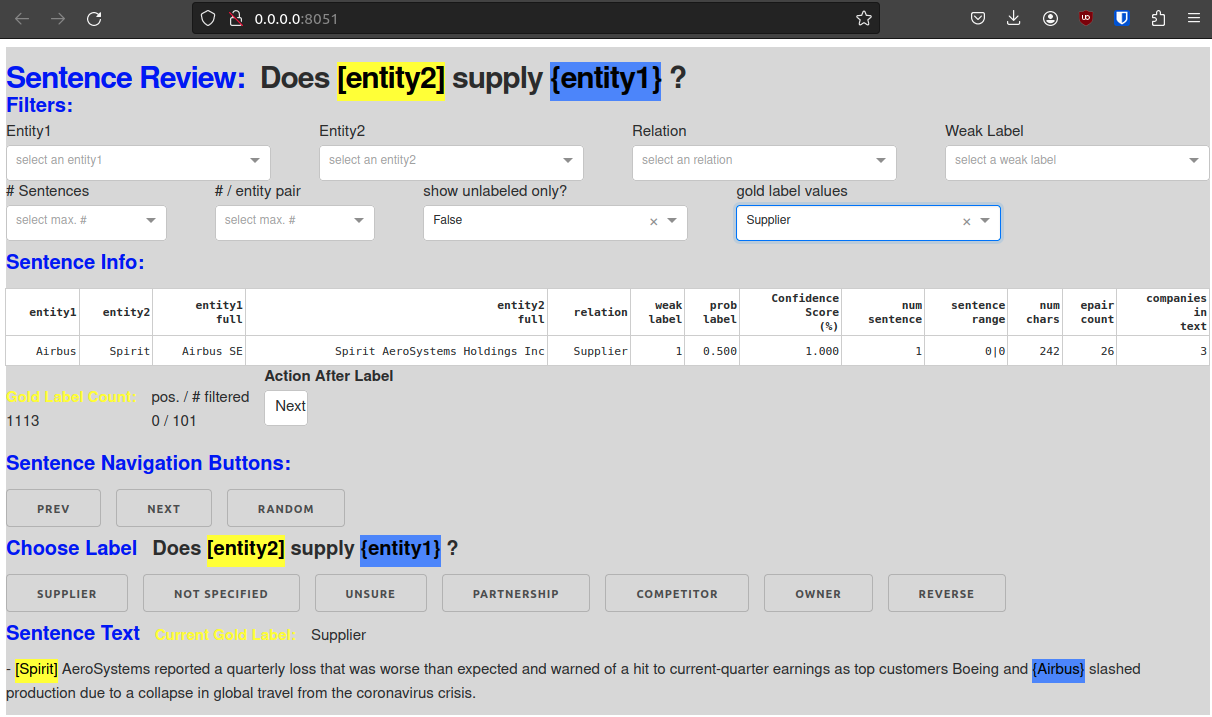 0.0.0.0:8051
Sentence Review: Does [entity2] supply {entity1} ?
Filters:
Entity1 Entity2 Relation Weak Label
select an entity1 select an entity2 select an relation select a weak label
# Sentences # / entity pair show unlabeled only? gold label values
select max. # select max. # False × Supplier ×
Sentence Info:
entity1 entity2 entity1 full entity2 full relation weak label prob label Confidence Score (%) num sentence sentence range num chars epair count companies in text
Airbus Spirit Airbus SE Spirit AeroSystems Holdings Inc Supplier 1 0.500 1.000 1 0|0 242 26 3
Action After Label
Gold Label Count: pos. / # filtered
Next
1113 0 / 101
Sentence Navigation Buttons:
PREV NEXT RANDOM
Choose Label Does [entity2] supply {entity1} ?
SUPPLIER NOT SPECIFIED UNSURE PARTNERSHIP COMPETITOR OWNER REVERSE
Sentence Text Current Gold Label: Supplier
- [Spirit] AeroSystems reported a quarterly loss that was worse than expected and warned of a hit to current-quarter earnings as top customers Boeing and {Airbus} slashed
production due to a collapse in global travel from the coronavirus crisis.